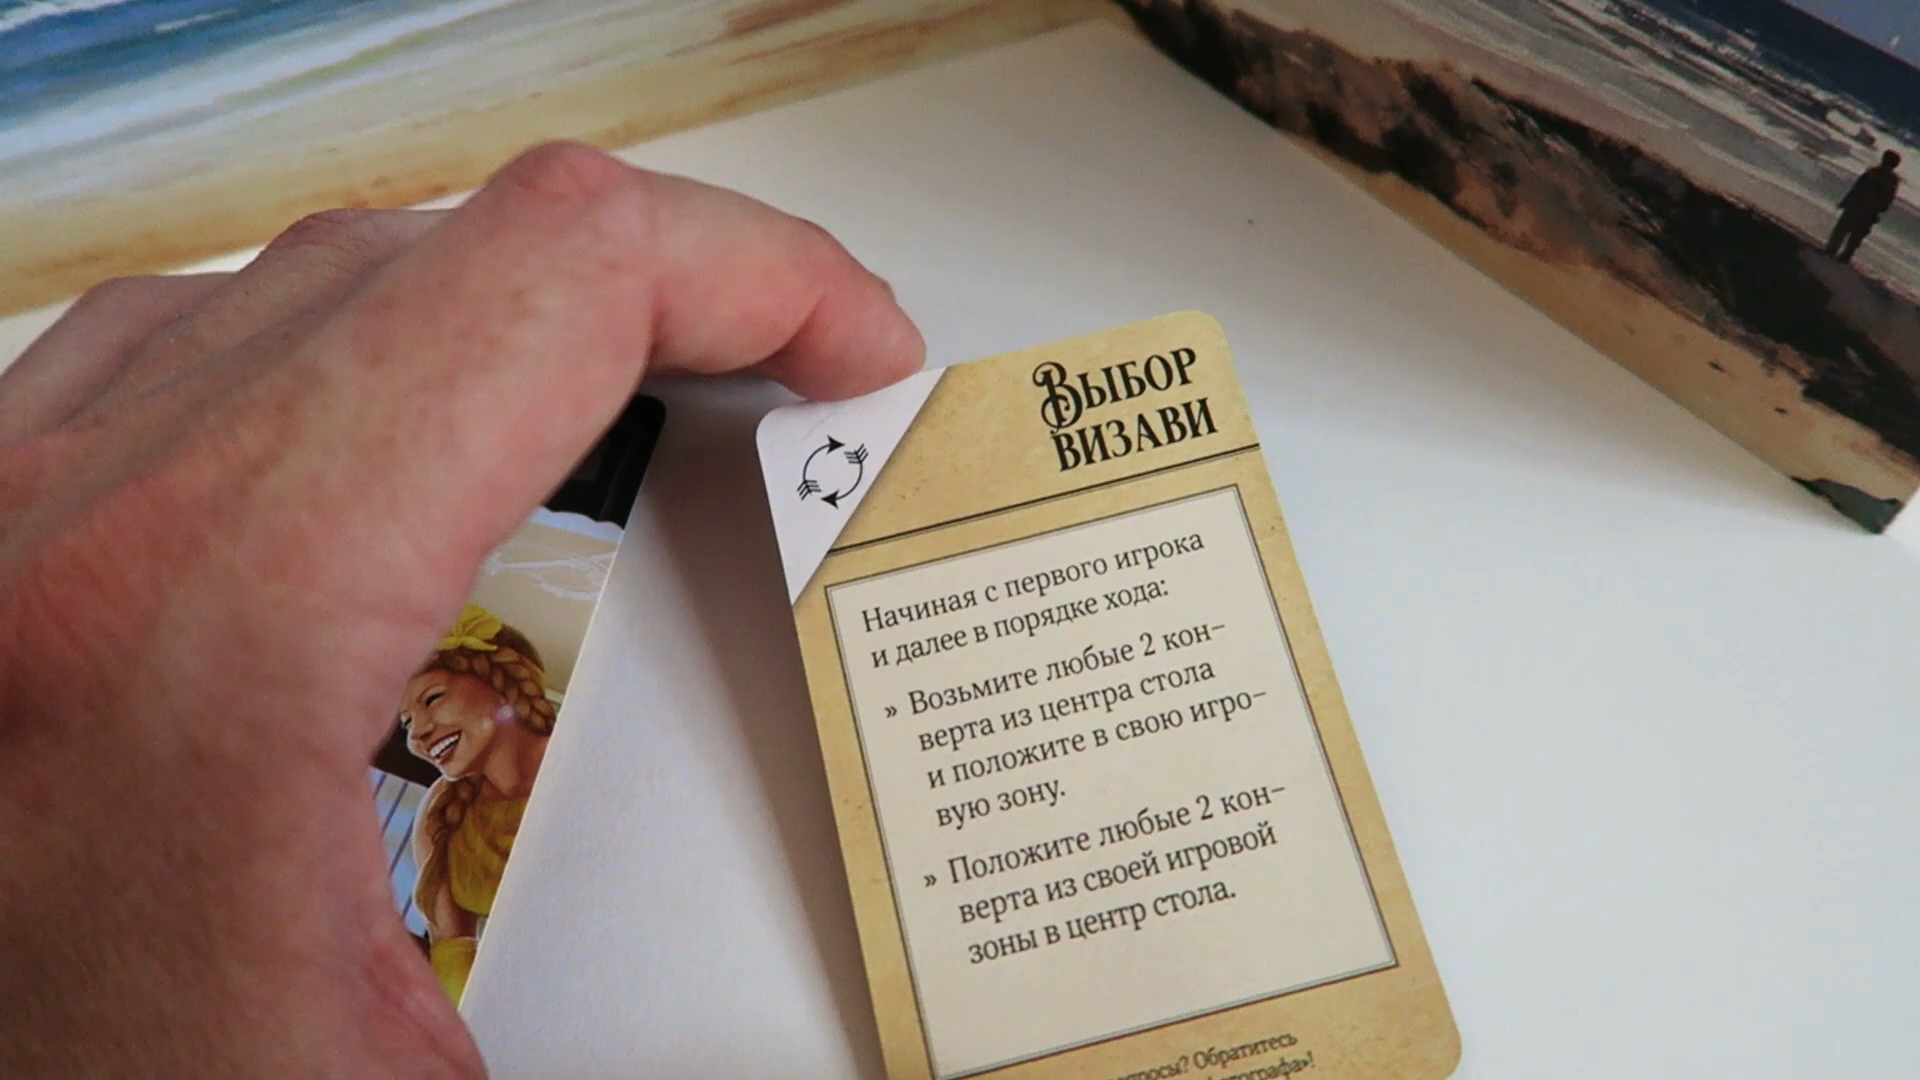 Выбор
визави
Начиная с первого игрока
и далее в порядке хода:
» Возьмите любые 2 кон-
верта из центра стола
и положите в свою игро-
вую зону.
» Положите любые 2 кон-
верта из своей игровой
зоны в центр стола.
Обратитесь